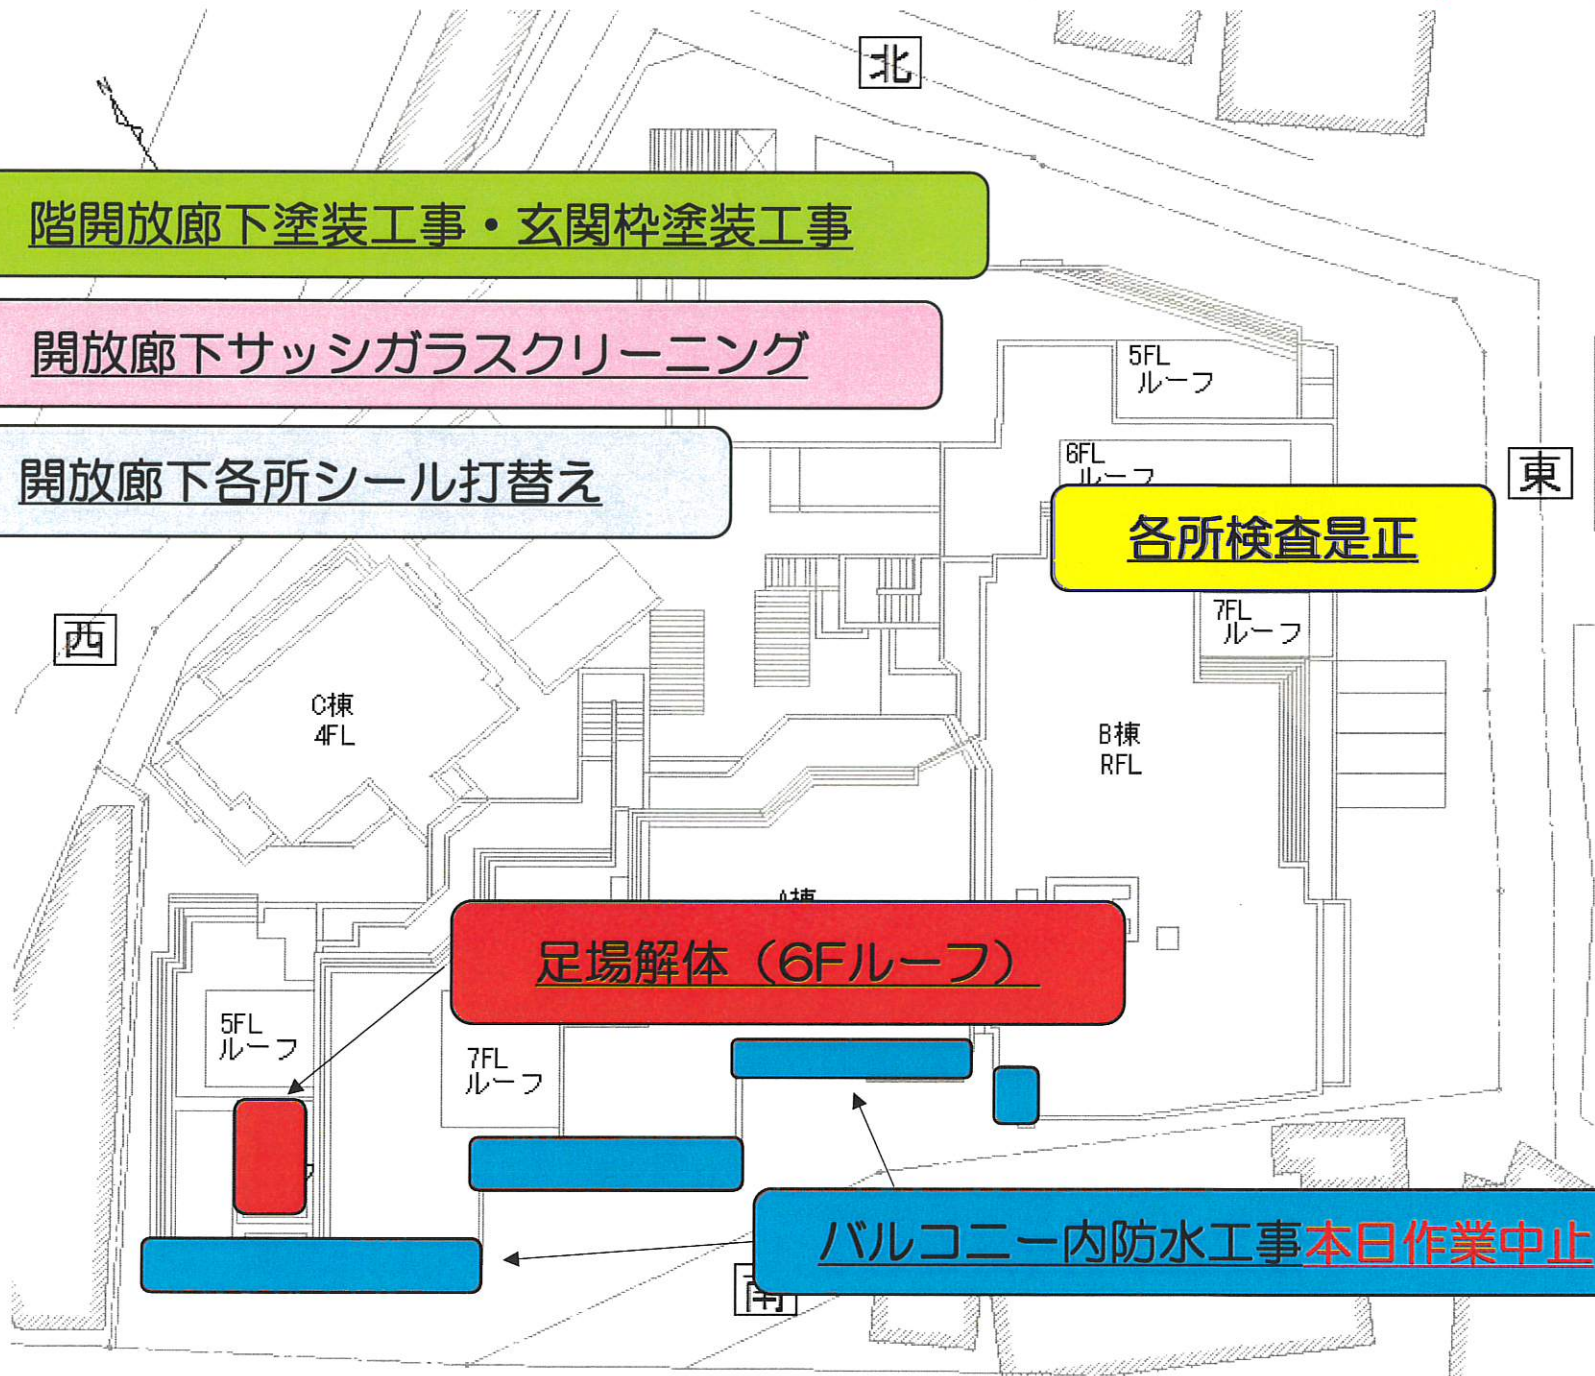 北
階開放廊下塗装工事・玄関枠塗装工事
開放廊下サッシガラスクリーニング
5FL
ルーフ
開放廊下各所シール打替え
6FL
ルーフ
東
各所検査是正
7FL
ルーフ
西
C棟
4FL
B棟
RFL
A棟
足場解体（6Fルーフ）
5FL
ルーフ
7FL
ルーフ
バルコニー内防水工事本日作業中止
南